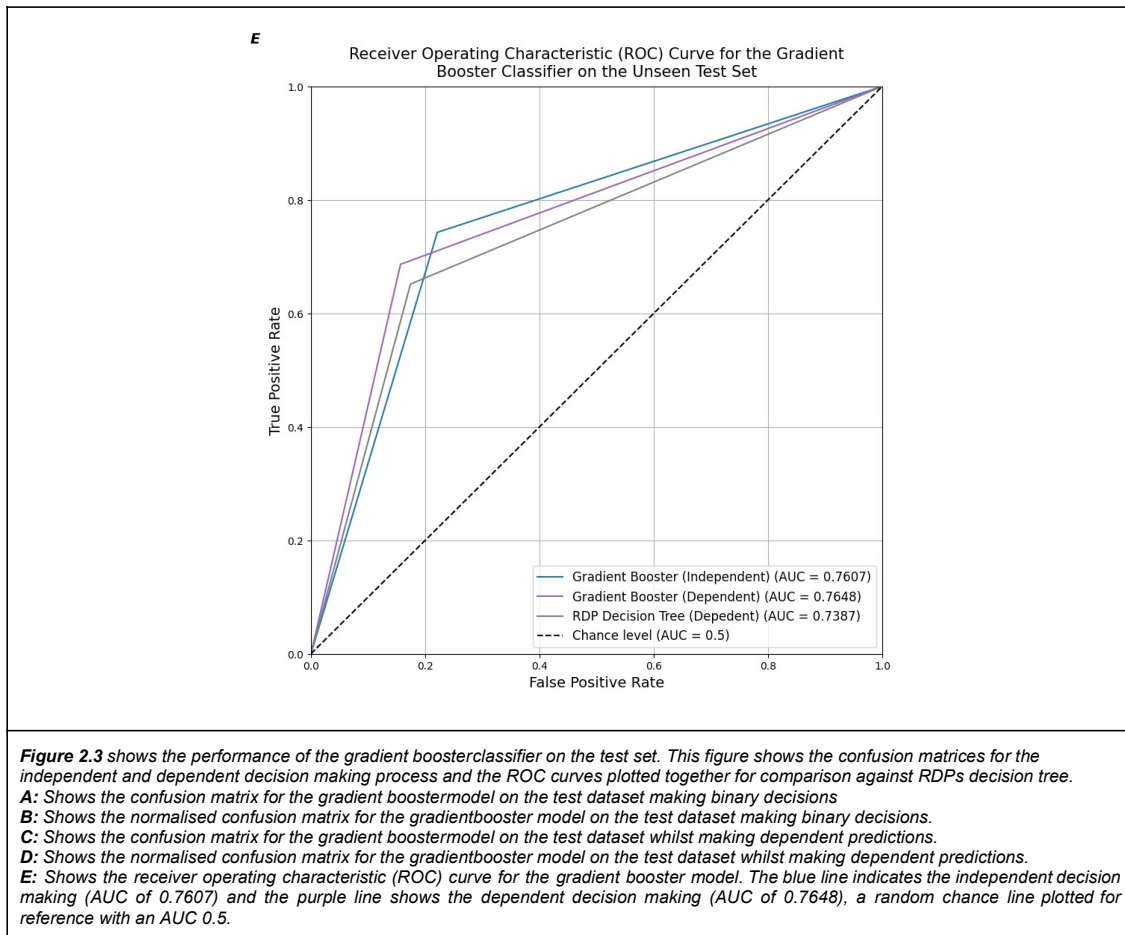 E
Receiver Operating Characteristic (ROC) Curve for the Gradient
Booster Classifier on the Unseen Test Set
1.0
0.8
0.6
0.4
0.2
0.0
True Positive Rate
Gradient Booster (Independent) (AUC = 0.7607)
Gradient Booster (Dependent) (AUC = 0.7648)
RDP Decision Tree (Depedent) (AUC = 0.7387)
Chance level (AUC = 0.5)
0.0 0.2 0.4 0.6 0.8 1.0
False Positive Rate
Figure 2.3 shows the performance of the gradient boosterclassifier on the test set. This figure shows the confusion matrices for the
independent and dependent decision making process and the ROC curves plotted together for comparison against RDPs decision tree.
A: Shows the confusion matrix for the gradient boostermodel on the test dataset making binary decisions
B: Shows the normalised confusion matrix for the gradientbooster model on the test dataset making binary decisions.
C: Shows the confusion matrix for the gradient boostermodel on the test dataset whilst making dependent predictions.
D: Shows the normalised confusion matrix for the gradientbooster model on the test dataset whilst making dependent predictions.
E: Shows the receiver operating characteristic (ROC) curve for the gradient booster model. The blue line indicates the independent decision
making (AUC of 0.7607) and the purple line shows the dependent decision making (AUC of 0.7648), a random chance line plotted for
reference with an AUC 0.5.